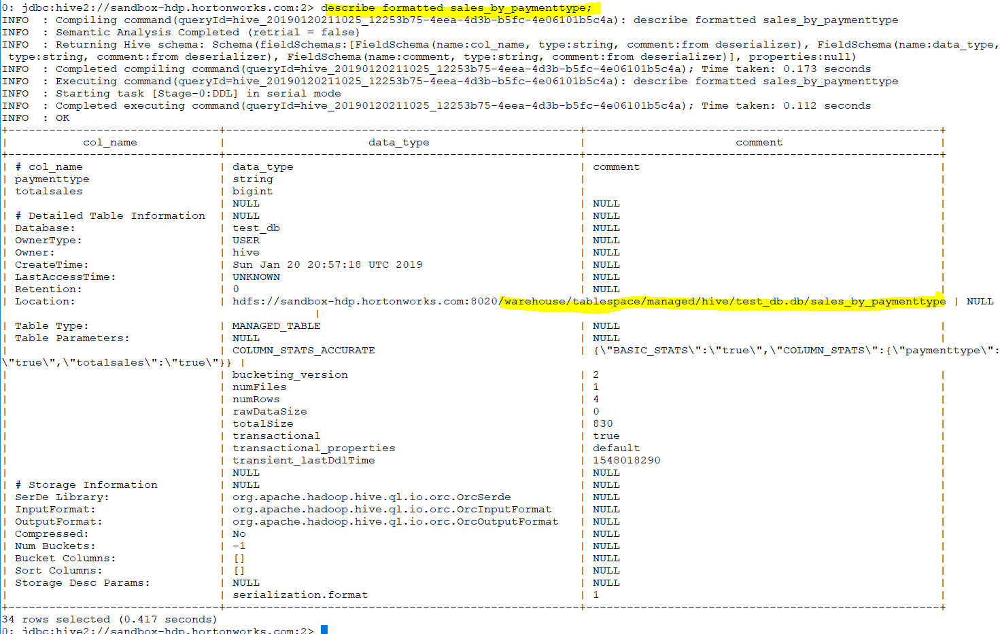 0: jdbc:hive2://sandbox-hdp.hortonworks.com:2> describe formatted sales_by_paymenttype;
INFO  : Compiling command(queryId=hive_20190120211025_12253b75-4eea-4d3b-b5fc-4e06101b5c4a): describe formatted sales_by_paymenttype
INFO  : Semantic Analysis Completed (retrial = false)
INFO  : Returning Hive schema: Schema(fieldSchemas:[FieldSchema(name:col_name, type:string, comment:from deserializer), FieldSchema(name:data_type,
type:string, comment:from deserializer), FieldSchema(name:comment, type:string, comment:from deserializer)], properties:null)
INFO  : Completed compiling command(queryId=hive_20190120211025_12253b75-4eea-4d3b-b5fc-4e06101b5c4a); Time taken: 0.173 seconds
INFO  : Executing command(queryId=hive_20190120211025_12253b75-4eea-4d3b-b5fc-4e06101b5c4a): describe formatted sales_by_paymenttype
INFO  : Starting task [Stage-0:DDL] in serial mode
INFO  : Completed executing command(queryId=hive_20190120211025_12253b75-4eea-4d3b-b5fc-4e06101b5c4a); Time taken: 0.112 seconds
INFO  : OK
| col_name | data_type | comment |
| # col_name | data_type | comment |
| paymenttype | string | |
| totalsales | bigint | |
| | NULL | NULL |
| # Detailed Table Information | NULL | NULL |
| Database: | test_db | NULL |
| OwnerType: | USER | NULL |
| Owner: | hive | NULL |
| CreateTime: | Sun Jan 20 20:57:18 UTC 2019 | NULL |
| LastAccessTime: | UNKNOWN | NULL |
| Retention: | 0 | NULL |
| Location: | hdfs://sandbox-hdp.hortonworks.com:8020/warehouse/tablespace/managed/hive/test_db.db/sales_by_paymenttype | NULL
|
| Table Type: | MANAGED_TABLE | NULL |
| Table Parameters: | NULL | NULL |
| | COLUMN_STATS_ACCURATE | {\"BASIC_STATS\":\"true\",\"COLUMN_STATS\":{\"paymenttype\":
\"true\",\"totalsales\":\"true\"}} |
| | bucketing_version | 2 |
| | numFiles | 1 |
| | numRows | 4 |
| | rawDataSize | 0 |
| | totalSize | 830 |
| | transactional | true |
| | transactional_properties | default |
| | transient_lastDdlTime | 1548018290 |
| | NULL | NULL |
| # Storage Information | NULL | NULL |
| SerDe Library: | org.apache.hadoop.hive.ql.io.orc.OrcSerde | NULL |
| InputFormat: | org.apache.hadoop.hive.ql.io.orc.OrcInputFormat | NULL |
| OutputFormat: | org.apache.hadoop.hive.ql.io.orc.OrcOutputFormat | NULL |
| Compressed: | No | NULL |
| Num Buckets: | -1 | NULL |
| Bucket Columns: | [] | NULL |
| Sort Columns: | [] | NULL |
| Storage Desc Params: | NULL | NULL |
| | serialization.format | 1 |
34 rows selected (0.417 seconds)
0: jdbc:hive2://sandbox-hdp.hortonworks.com:2>